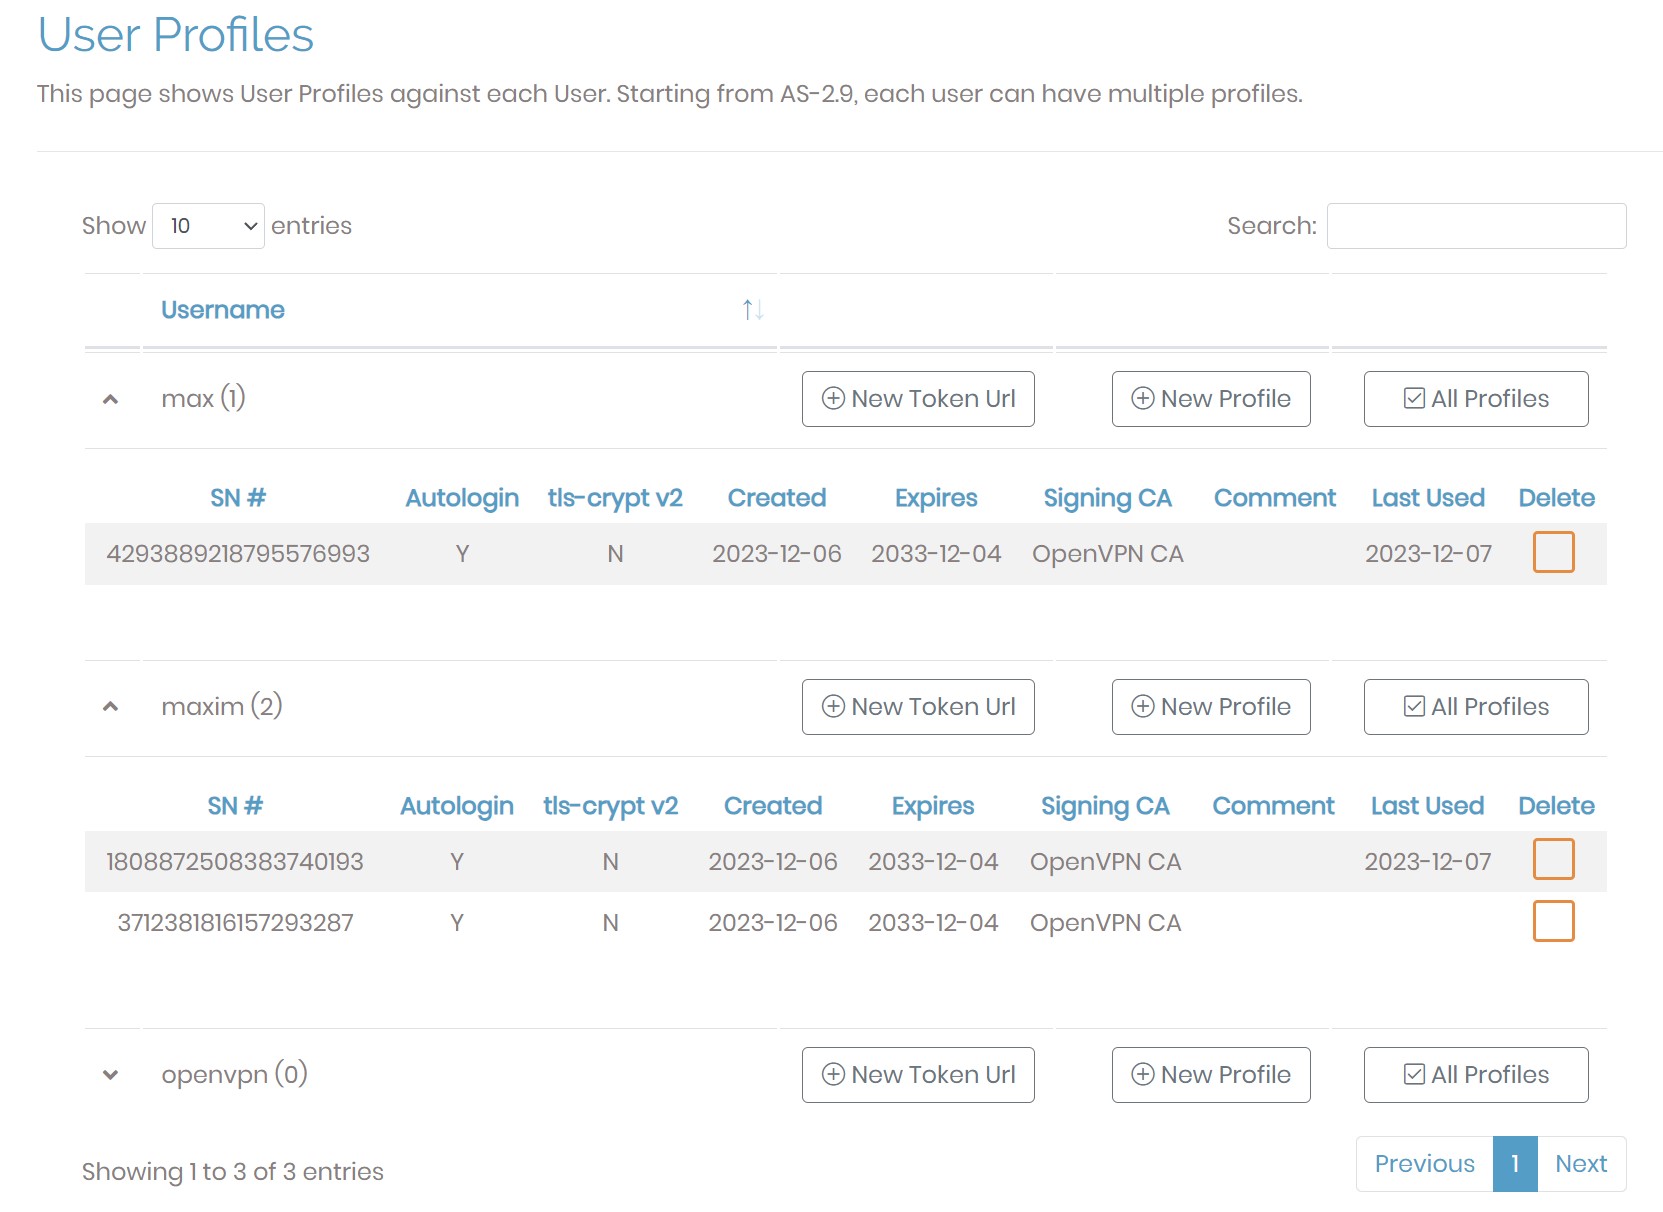 User Profiles
This page shows User Profiles against each User. Starting from AS-2.9, each user can have multiple profiles.
Show 10 entries Search:
Username
max (1) New Token Url New Profile All Profiles
SN # Autologin tls-crypt v2 Created Expires Signing CA Comment Last Used Delete
4293889218795576993 Y N 2023-12-06 2033-12-04 OpenVPN CA 2023-12-07
maxim (2) New Token Url New Profile All Profiles
SN # Autologin tls-crypt v2 Created Expires Signing CA Comment Last Used Delete
1808872508383740193 Y N 2023-12-06 2033-12-04 OpenVPN CA 2023-12-07
3712381816157293287 Y N 2023-12-06 2033-12-04 OpenVPN CA
openvpn (0) New Token Url New Profile All Profiles
Showing 1 to 3 of 3 entries Previous 1 Next